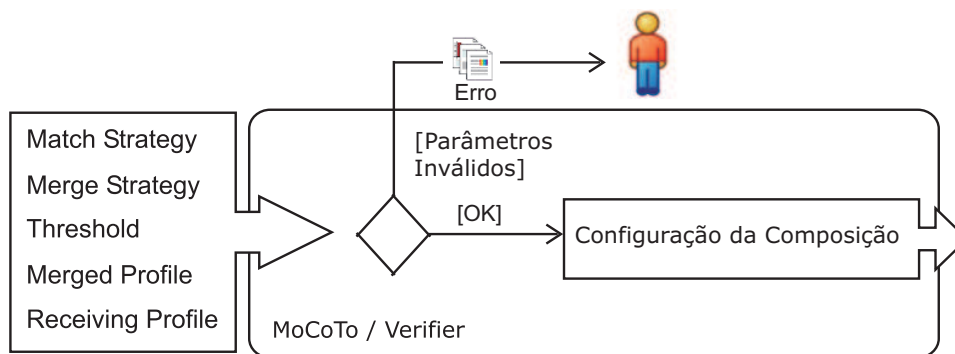 Erro
Match Strategy
Merge Strategy
Threshold
Merged Profile
Receiving Profile
[Parâmetros
Inválidos]
[OK]
Configuração da Composição
MoCoTo / Verifier